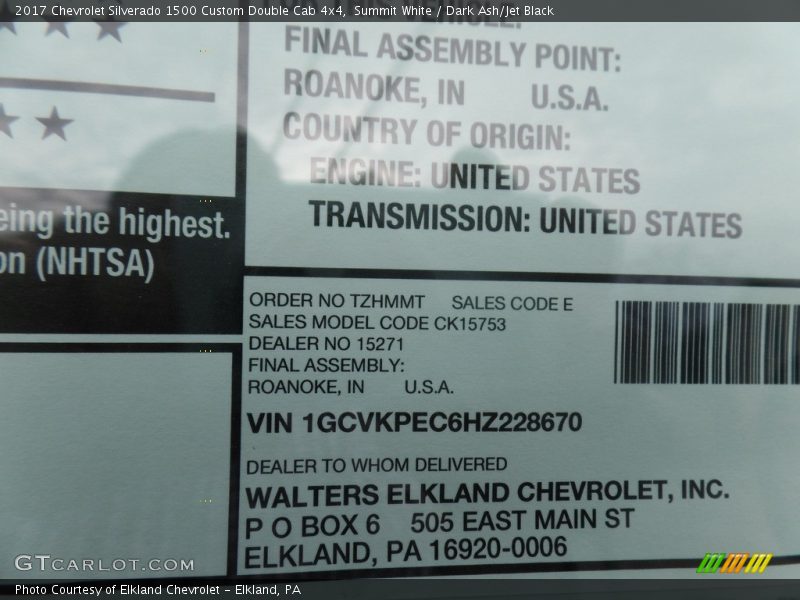 2017 Chevrolet Silverado 1500 Custom Double Cab 4x4, Summit White / Dark Ash/Jet Black
VEHICLE:
FINAL ASSEMBLY POINT:
ROANOKE, IN U.S.A.
COUNTRY OF ORIGIN:
ENGINE: UNITED STATES
TRANSMISSION: UNITED STATES
eing the highest.
on (NHTSA)
ORDER NO TZHMMT SALES CODE E
SALES MODEL CODE CK15753
DEALER NO 15271
FINAL ASSEMBLY:
ROANOKE, IN U.S.A.
VIN 1GCVKPEC6HZ228670
DEALER TO WHOM DELIVERED
WALTERS ELKLAND CHEVROLET, INC.
P O BOX 6 505 EAST MAIN ST
ELKLAND, PA 16920-0006
GTCARLOT.COM
Photo Courtesy of Elkland Chevrolet - Elkland, PA